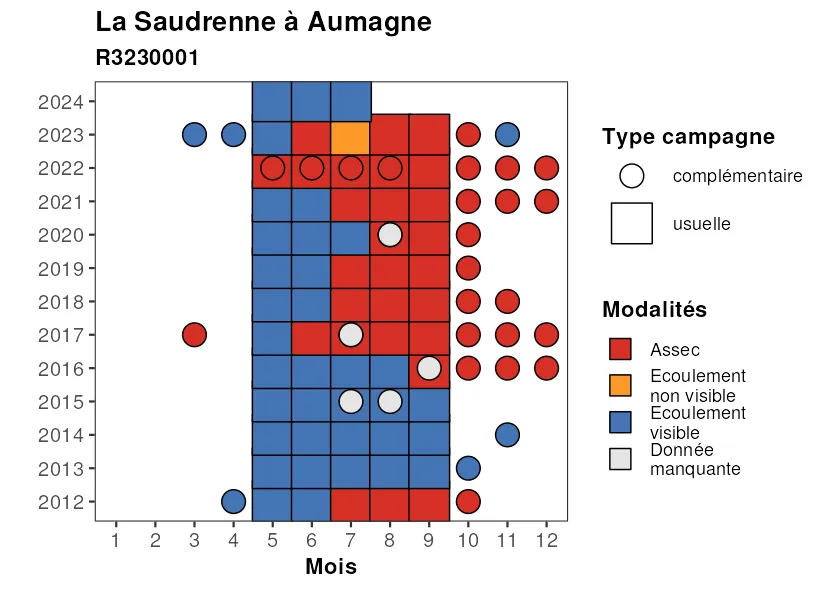 La Saudrenne à Aumagne
R3230001
2024
2023
2022
2021
2020
2019
2018
2017
2016
2015
2014
2013
2012
1 2 3 4 5 6 7 8 9 10 11 12
Mois
Type campagne
complémentaire
usuelle
Modalités
Assec
Ecoulement
non visible
Ecoulement
visible
Donnée
manquante